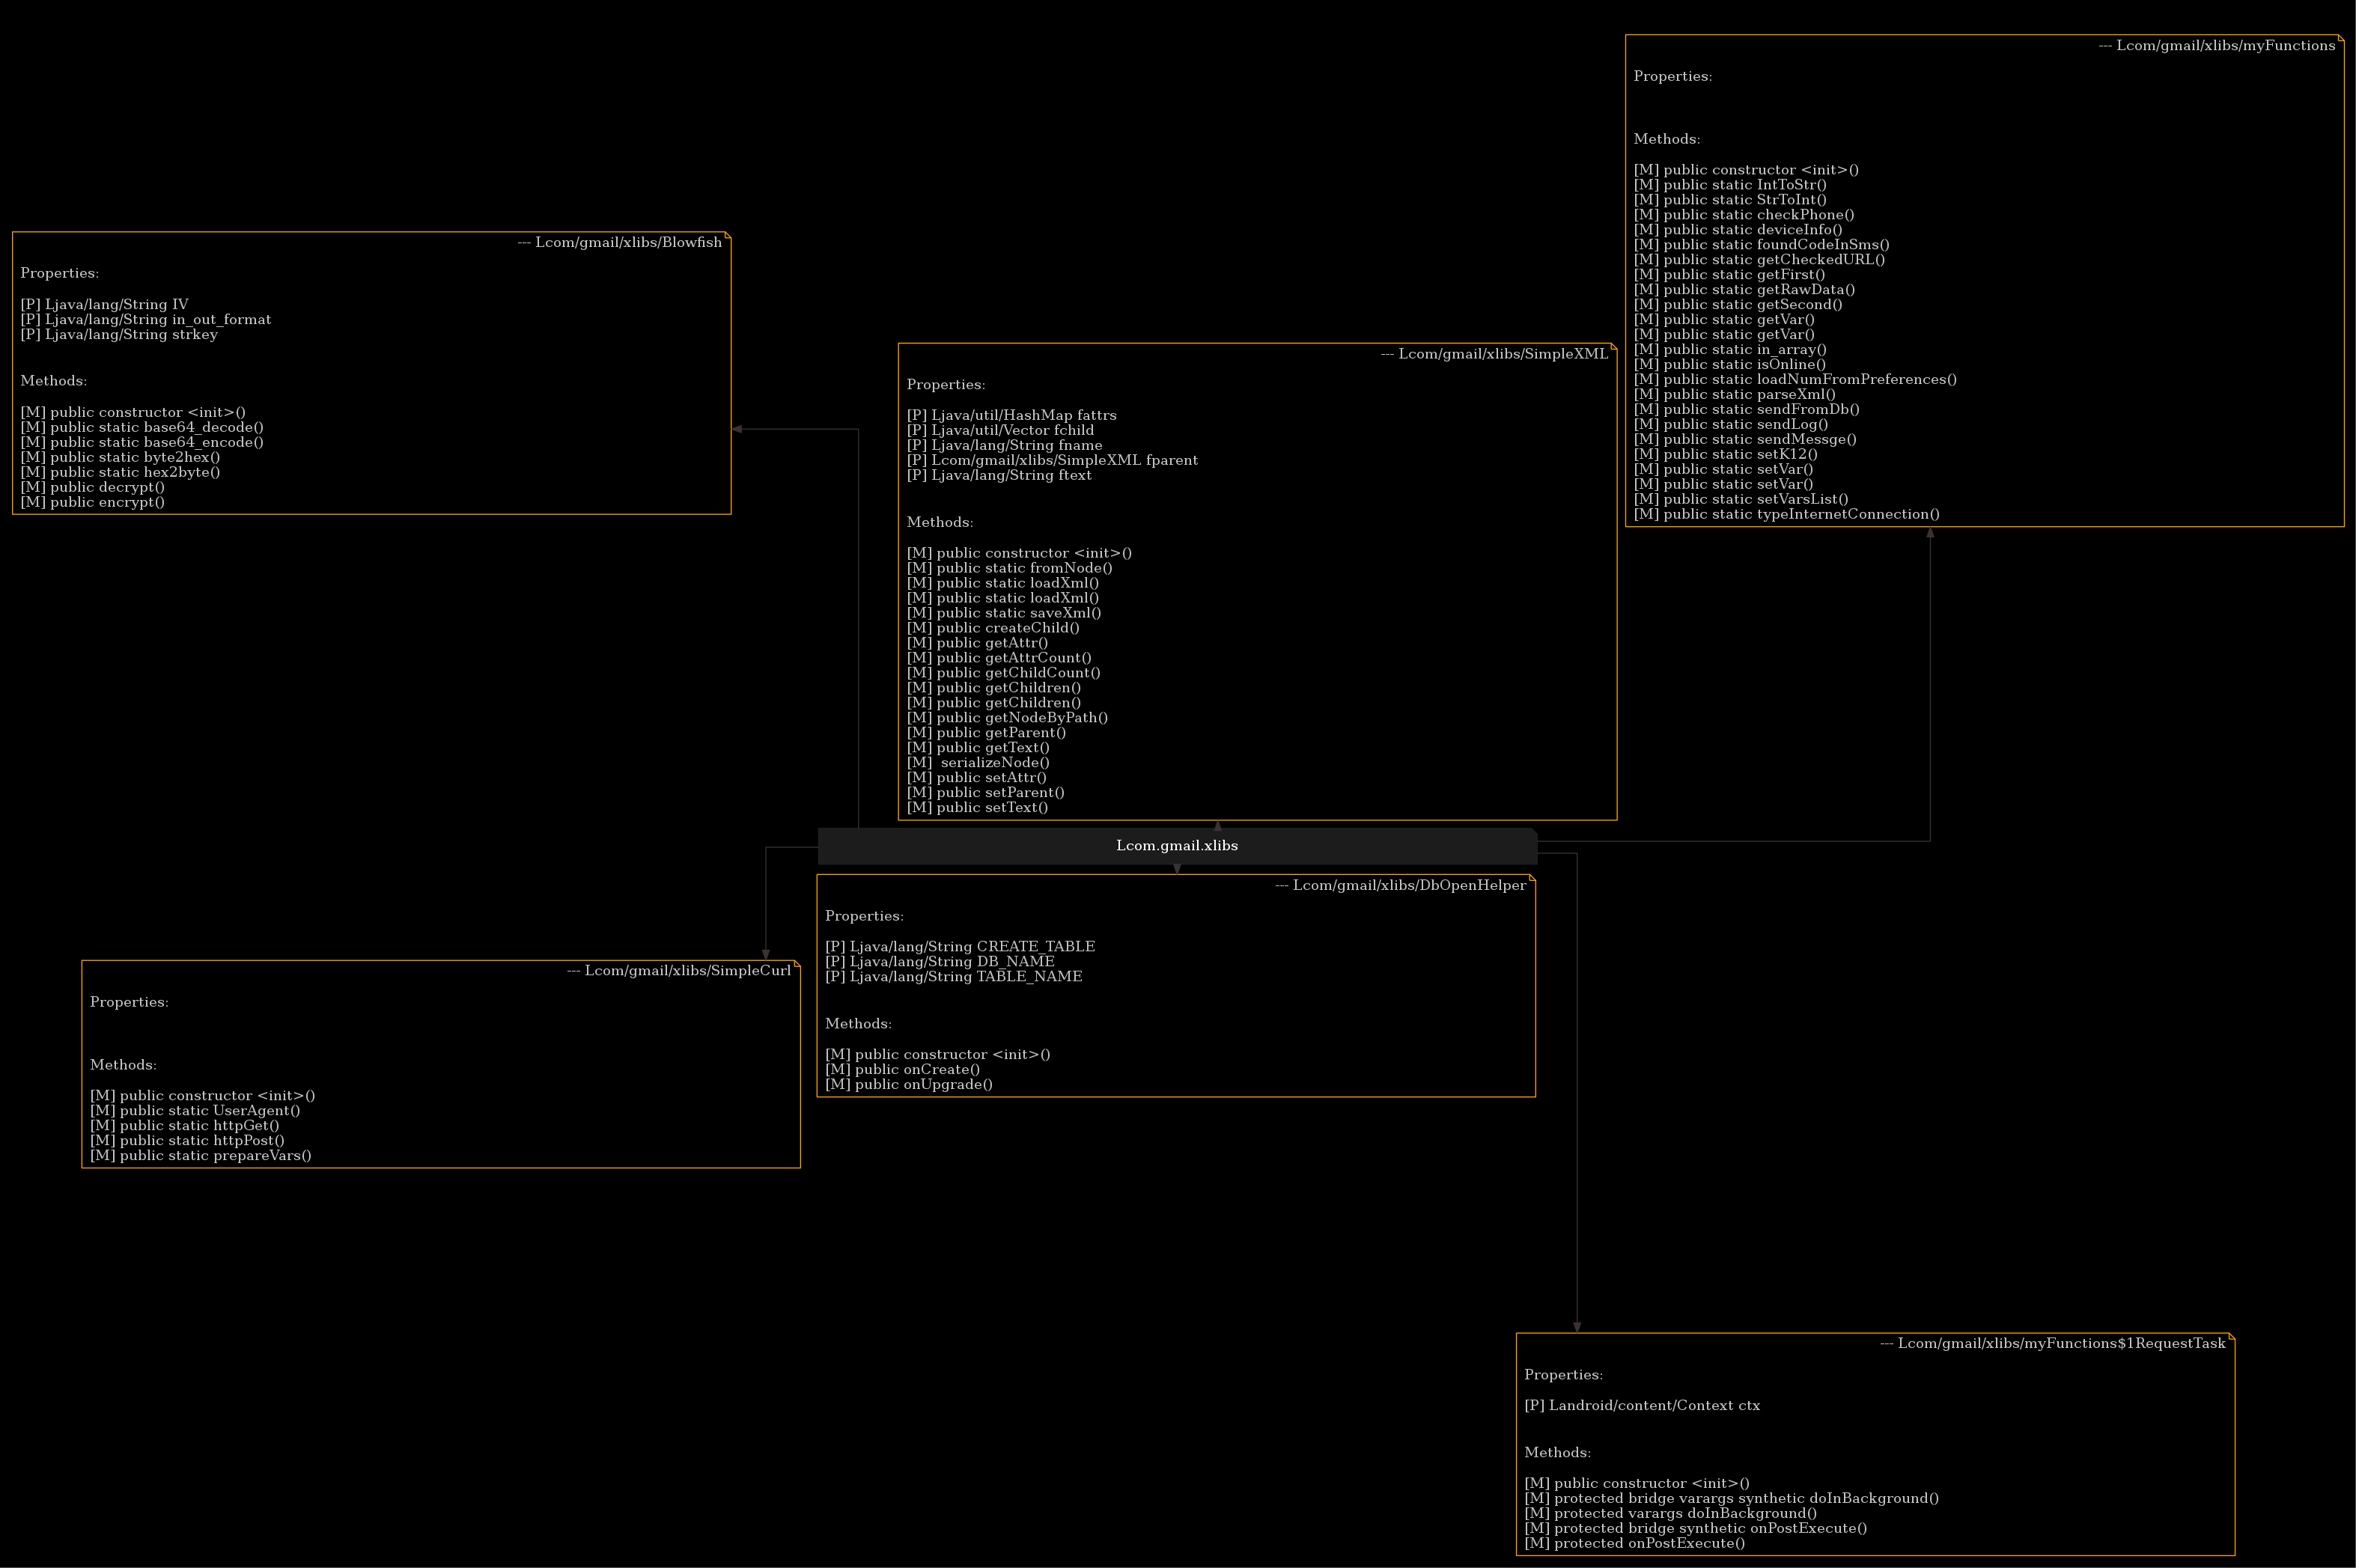 --- Lcom/gmail/xlibs/myFunctions
Properties:
Methods:
[M] public constructor <init>()
[M] public static IntToStr()
[M] public static StrToInt()
[M] public static checkPhone()
[M] public static deviceInfo()
[M] public static foundCodeInSms()
[M] public static getCheckedURL()
[M] public static getFirst()
[M] public static getRawData()
[M] public static getSecond()
[M] public static getVar()
[M] public static getVar()
[M] public static in_array()
[M] public static isOnline()
[M] public static loadNumFromPreferences()
[M] public static parseXml()
[M] public static sendFromDb()
[M] public static sendLog()
[M] public static sendMessge()
[M] public static setK12()
[M] public static setVar()
[M] public static setVar()
[M] public static setVarsList()
[M] public static typeInternetConnection()
--- Lcom/gmail/xlibs/Blowfish
Properties:
[P] Ljava/lang/String IV
[P] Ljava/lang/String in_out_format
[P] Ljava/lang/String strkey
Methods:
[M] public constructor <init>()
[M] public static base64_decode()
[M] public static base64_encode()
[M] public static byte2hex()
[M] public static hex2byte()
[M] public decrypt()
[M] public encrypt()
--- Lcom/gmail/xlibs/SimpleXML
Properties:
[P] Ljava/util/HashMap fattrs
[P] Ljava/util/Vector fchild
[P] Ljava/lang/String fname
[P] Lcom/gmail/xlibs/SimpleXML fparent
[P] Ljava/lang/String ftext
Methods:
[M] public constructor <init>()
[M] public static fromNode()
[M] public static loadXml()
[M] public static loadXml()
[M] public static saveXml()
[M] public createChild()
[M] public getAttr()
[M] public getAttrCount()
[M] public getChildCount()
[M] public getChildren()
[M] public getChildren()
[M] public getNodeByPath()
[M] public getParent()
[M] public getText()
[M]  serializeNode()
[M] public setAttr()
[M] public setParent()
[M] public setText()
Lcom.gmail.xlibs
--- Lcom/gmail/xlibs/DbOpenHelper
Properties:
[P] Ljava/lang/String CREATE_TABLE
[P] Ljava/lang/String DB_NAME
[P] Ljava/lang/String TABLE_NAME
Methods:
[M] public constructor <init>()
[M] public onCreate()
[M] public onUpgrade()
--- Lcom/gmail/xlibs/SimpleCurl
Properties:
Methods:
[M] public constructor <init>()
[M] public static UserAgent()
[M] public static httpGet()
[M] public static httpPost()
[M] public static prepareVars()
--- Lcom/gmail/xlibs/myFunctions$1RequestTask
Properties:
[P] Landroid/content/Context ctx
Methods:
[M] public constructor <init>()
[M] protected bridge varargs synthetic doInBackground()
[M] protected varargs doInBackground()
[M] protected bridge synthetic onPostExecute()
[M] protected onPostExecute()